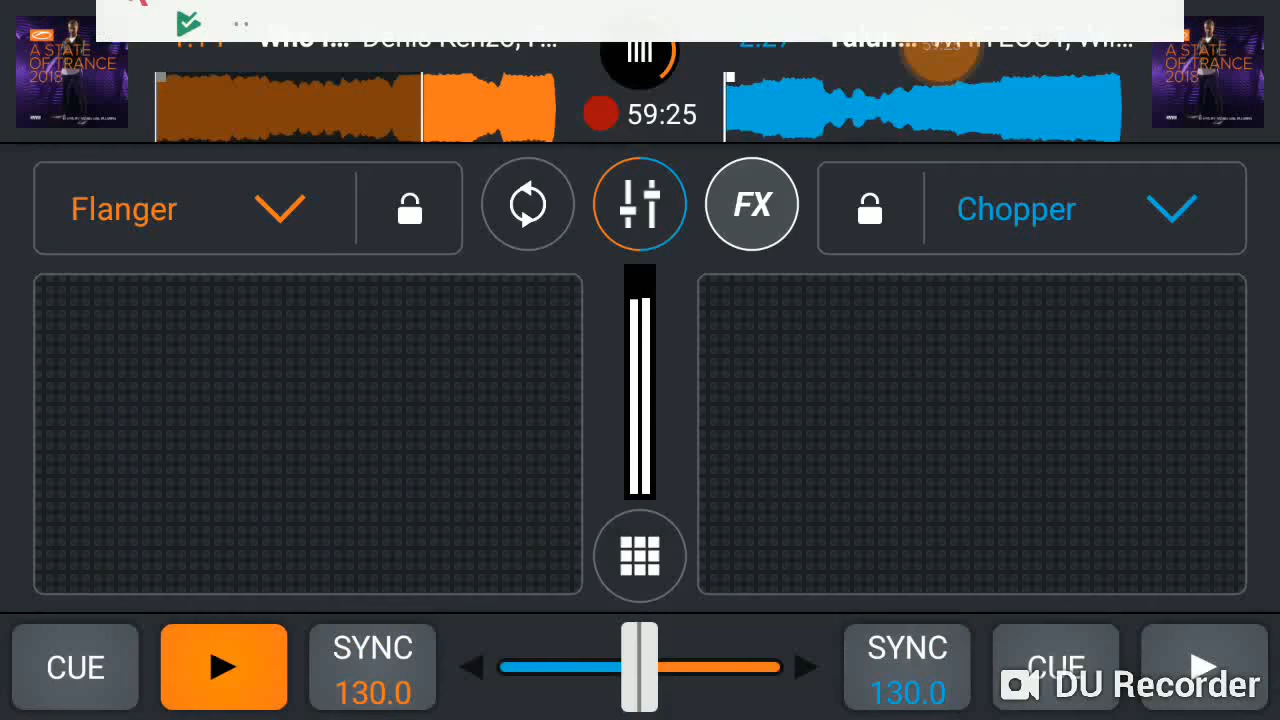 A STATE
OF TRANCE
2018
Denis Kenzo,
59:25
A STATE
OF TRANCE
2018
Flanger
FX
Chopper
CUE
SYNC
130.0
SYNC
130.0
CUE
DU Recorder